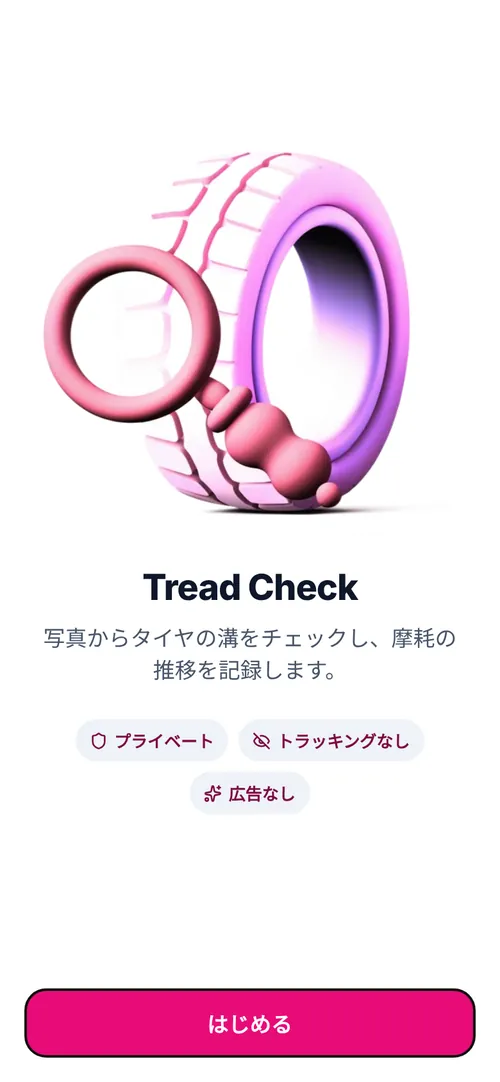 Tread Check
写真からタイヤの溝をチェックし、摩耗の
推移を記録します。
プライベート
トラッキングなし
広告なし
はじめる